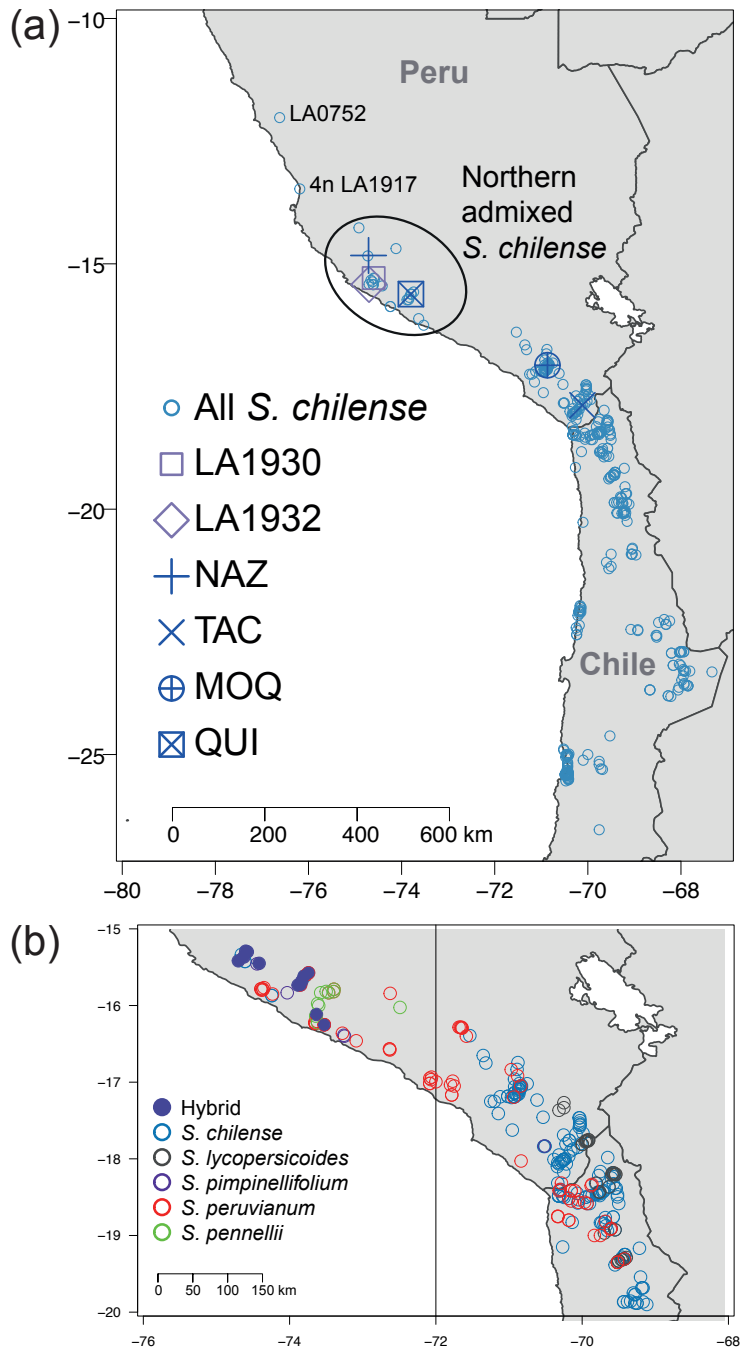 (a)
−10
−15
−20
−25
Peru
LA0752
4n LA1917
Northern
admixed
S. chilense
All S. chilense
LA1930
LA1932
NAZ
TAC
MOQ
QUI
Chile
0 200 400 600 km
−80 −78 −76 −74 −72 −70 −68
(b)
-15
-16
-17
-18
-19
-20
Hybrid
S. chilense
S. lycopersicoides
S. pimpinellifolium
S. peruvianum
S. pennellii
0 50 100 150
km
-76 -74 -72 -70 -68